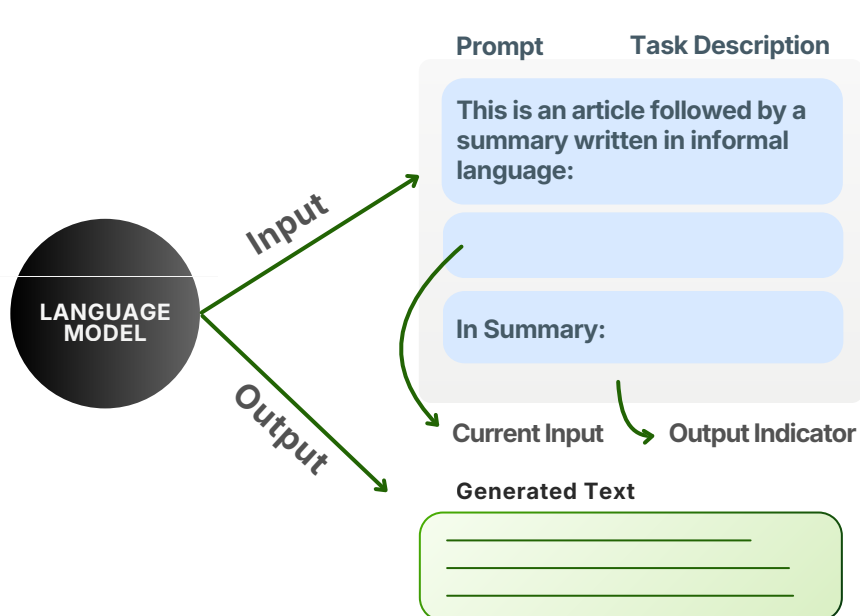 Prompt
Task Description
This is an article followed by a
summary written in informal
language:
Input
LANGUAGE
MODEL
In Summary:
Output
Current Input
Output Indicator
Generated Text